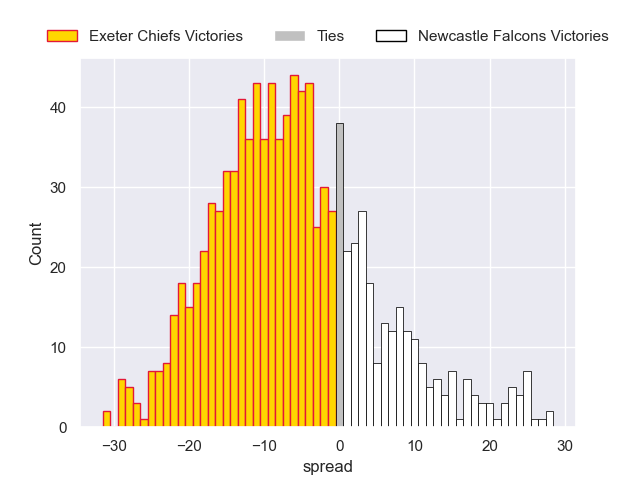 Exeter Chiefs Victories Ties Newcastle Falcons Victories
40
30
20
10
0
Count
−30 −20 −10 0 10 20 30
spread